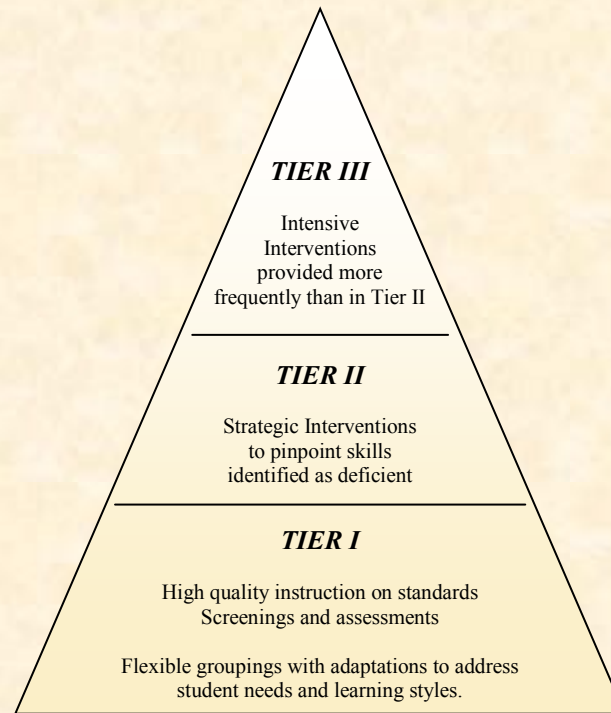 TIER III
Intensive
Interventions
provided more
frequently than in Tier II
TIER II
Strategic Interventions
to pinpoint skills
identified as deficient
TIER I
High quality instruction on standards
Screenings and assessments
Flexible groupings with adaptations to address
student needs and learning styles.